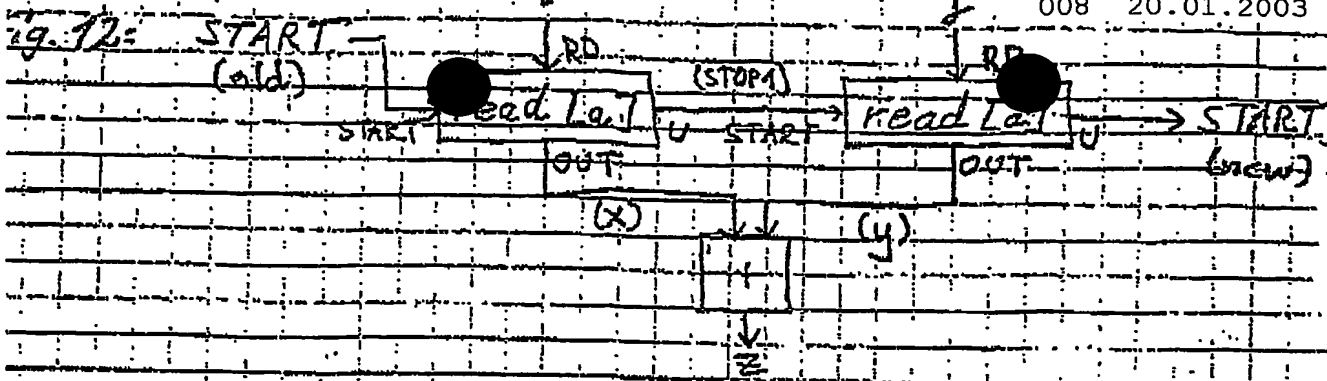 008 20.01.2003
ig. 12: START
(old)
RD
RD
(STOP1)
ead [a]
read [a]
START
U
START
U
START
(new)
OUT
OUT
(x)
(y)
+
z